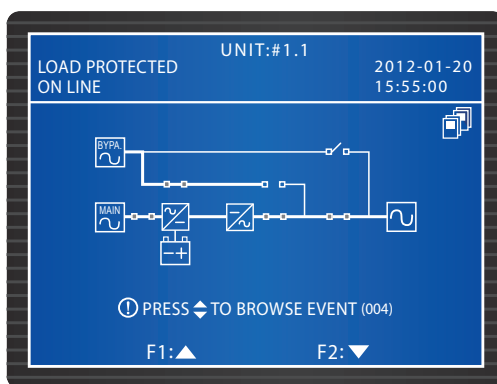 UNIT:#1.1
LOAD PROTECTED
ON LINE
2012-01-20
15:55:00
BYPA.
MAIN
PRESS TO BROWSE EVENT (004)
F1: F2: